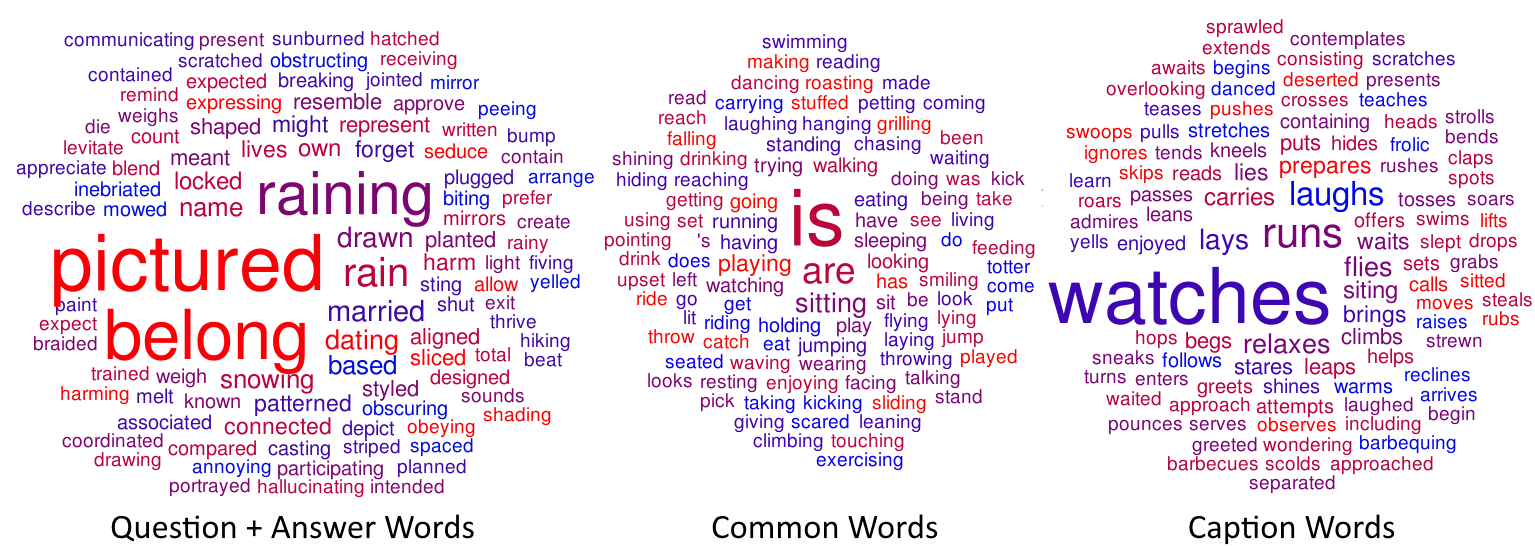 communicating present sunburned hatched
scratched obstructing receiving
contained expected breaking jointed mirror
remind expressing resemble approve peeing
weighs
die count shaped might represent written bump
levitate meant lives own forget seduce contain
appreciate blend locked plugged arrange
inebriated raining biting prefer
describe mowed name mirrors create
drawn planted rainy
pictured rain harm light fiving
sting allow yelled
paint married shut exit
expect belong thrive
braided dating aligned hiking
based sliced total beat
trained weigh snowing styled designed
harming melt known patterned obscuring sounds
associated connected depict obeying shading
coordinated compared casting striped spaced
drawing annoying participating planned
portrayed hallucinating intended
Question + Answer Words
swimming
making reading
dancing roasting made
read carrying stuffed petting coming
reach laughing hanging grilling
falling standing chasing been
shining drinking trying walking waiting
hiding reaching doing was kick
getting going is eating being take
using set running have see living
pointing 's having sleeping do feeding
drink does playing are looking totter
upset left watching has smiling come
ride go get sitting sit be look put
lit riding holding play flying lying
throw catch eat jumping laying jump
seated waving wearing throwing played
looks resting enjoying facing talking
pick taking kicking sliding stand
giving scared leaning
climbing touching
exercising
Common Words
sprawled
extends contemplates
awaits begins consisting scratches
overlooking danced deserted presents
teases pushes crosses teaches
swoops pulls stretches containing heads strolls
ignores tends kneels puts hides frolic bends
skips reads lies prepares rushes claps
learn passes carries laughs tosses spots
roars leans soars
admires runs offers swims lifts
yells enjoyed lays waits slept drops
flies sets grabs
watches siting calls sitted
brings moves steals
hops begs relaxes climbs raises rubs
sneaks follows stares leaps helps strewn
turns enters greets shines warms reclines
waited approach attempts laughed arrives
pounces serves observes including begin
greeted wondering barbequing
barbecues scolds approached
separated
Caption Words